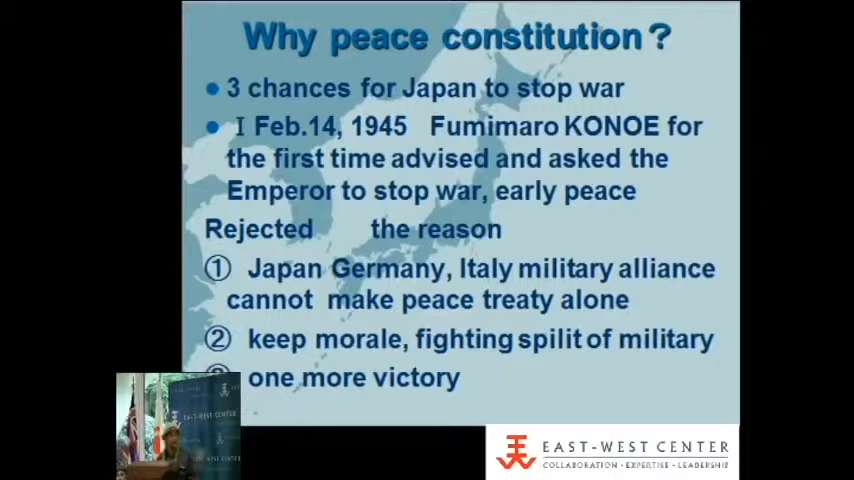 Why peace constitution?
● 3 chances for Japan to stop war
● I Feb.14, 1945 Fumimaro KONOE for
the first time advised and asked the
Emperor to stop war, early peace
Rejected the reason
① Japan Germany, Italy military alliance
cannot make peace treaty alone
② keep morale, fighting spilit of military
one more victory
EAST-WEST CENTER
EAST-WEST CENTER
COLLABORATION · EXPERTISE · LEADERSHIP